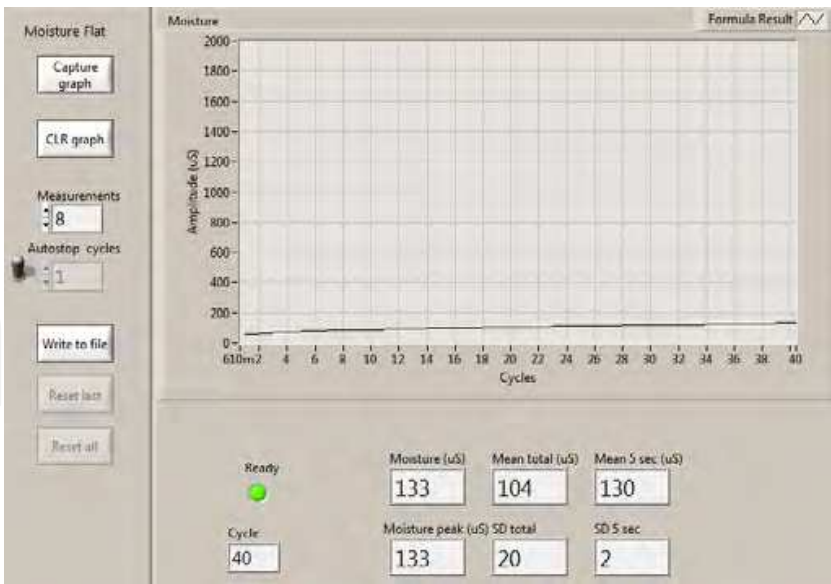 Moisture Flat
Capture
graph
CLR graph
Measurements
8
Autostop cycles
1
Write to file
Reset last
Reset all
Moisture
Formula Result
Amplitude (uS)
2000
1800
1600
1400
1200
1000
800
600
400
200
0
610m2 4 6 8 10 12 14 16 18 20 22 24 26 28 30 32 34 36 38 40
Cycles
Ready
Cycle
40
Moisture (uS) Mean total (uS) Mean 5 sec (uS)
133 104 130
Moisture peak (uS) SD total SD 5 sec
133 20 2